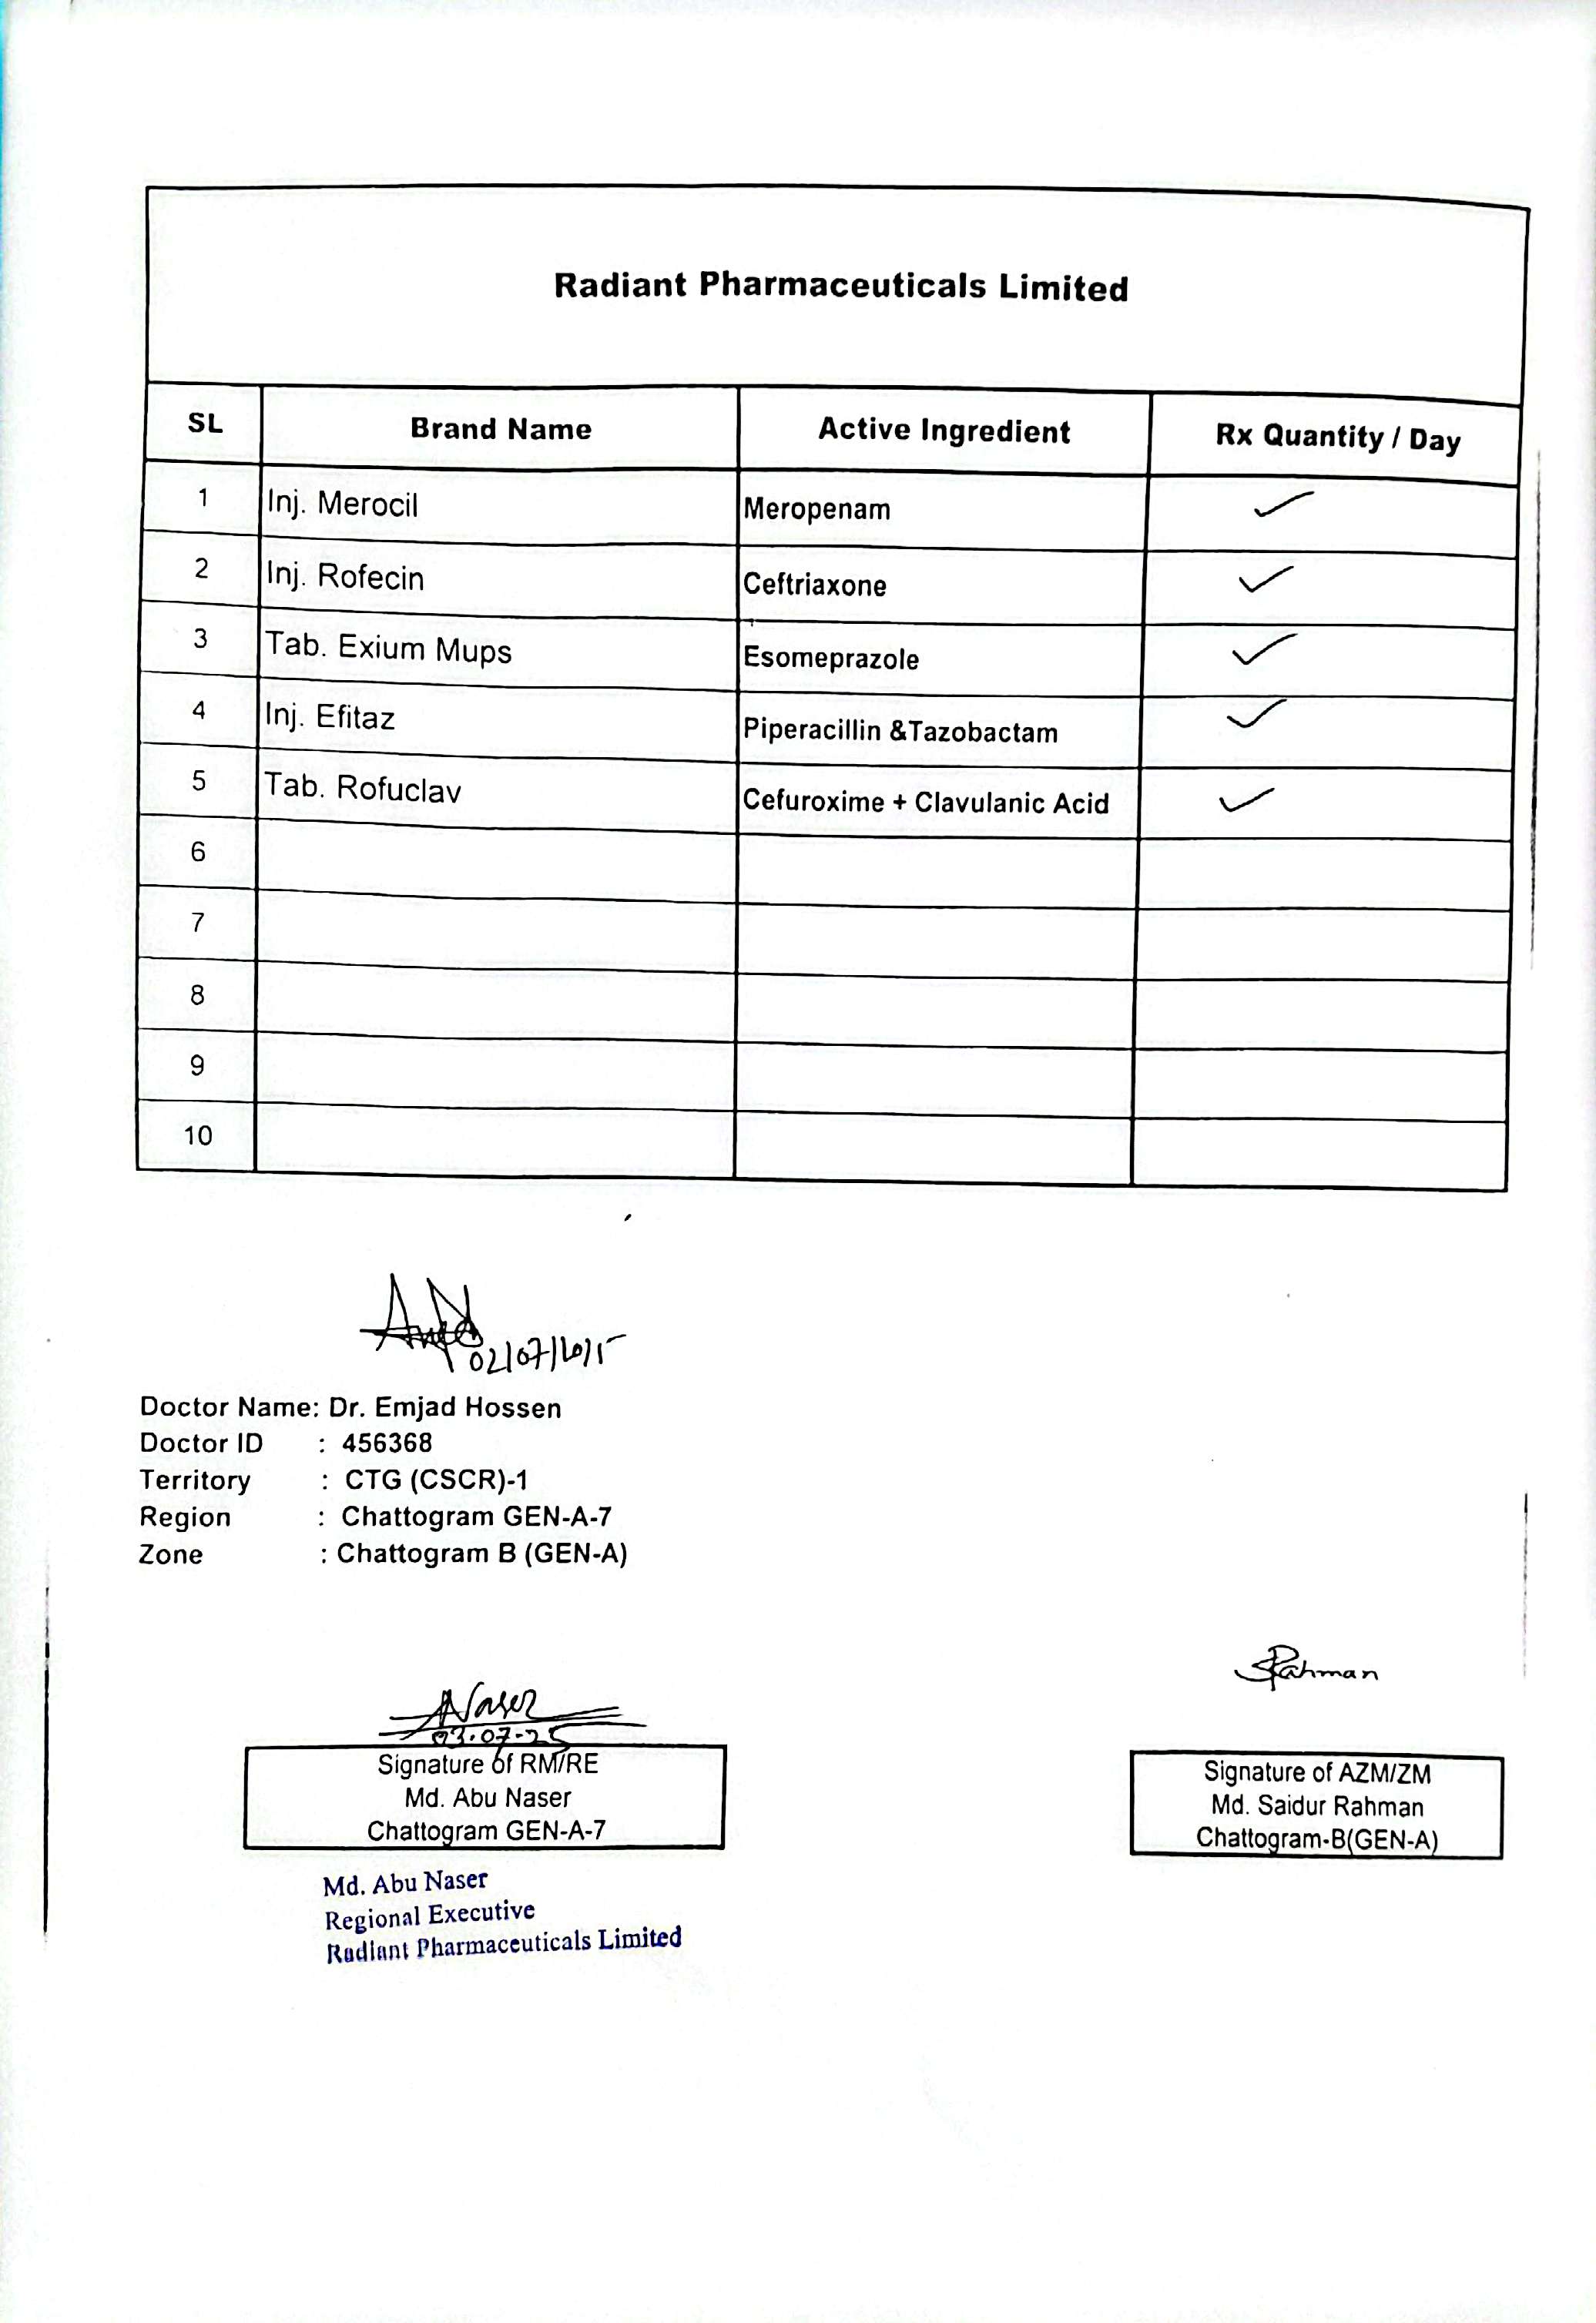 Radiant Pharmaceuticals Limited
SL Brand Name Active Ingredient Rx Quantity / Day
1 Inj. Merocil Meropenam ✓
2 Inj. Rofecin Ceftriaxone ✓
3 Tab. Exium Mups Esomeprazole ✓
4 Inj. Efitaz Piperacillin &Tazobactam ✓
5 Tab. Rofuclav Cefuroxime + Clavulanic Acid ✓
6
7
8
9
10
02/07/
Doctor Name: Dr. Emjad Hossen
Doctor ID : 456368
Territory : CTG (CSCR)-1
Region : Chattogram GEN-A-7
Zone : Chattogram B (GEN-A)
Rahman
Naser
03.07-25
Signature of RM/RE
Md. Abu Naser
Chattogram GEN-A-7
Signature of AZM/ZM
Md. Saidur Rahman
Chattogram-B(GEN-A)
Md. Abu Naser
Regional Executive
Radiant Pharmaceuticals Limited